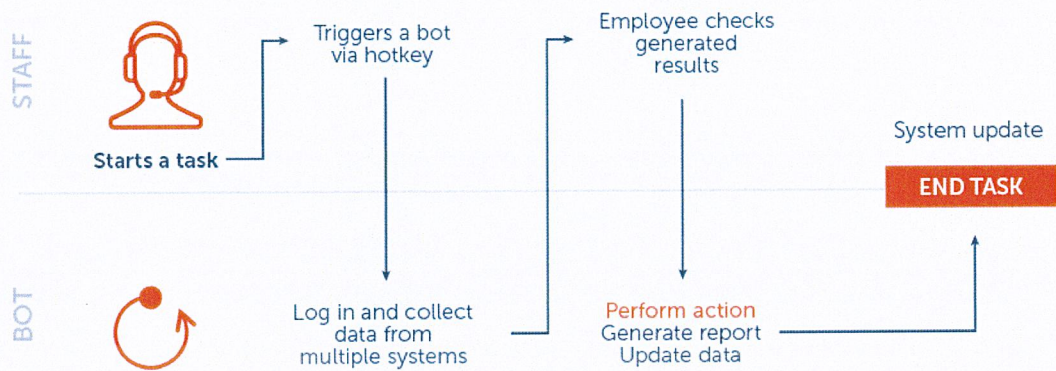 STAFF
Starts a task
Triggers a bot
via hotkey
Employee checks
generated
results
System update
END TASK
BOT
Log in and collect
data from
multiple systems
Perform action
Generate report
Update data